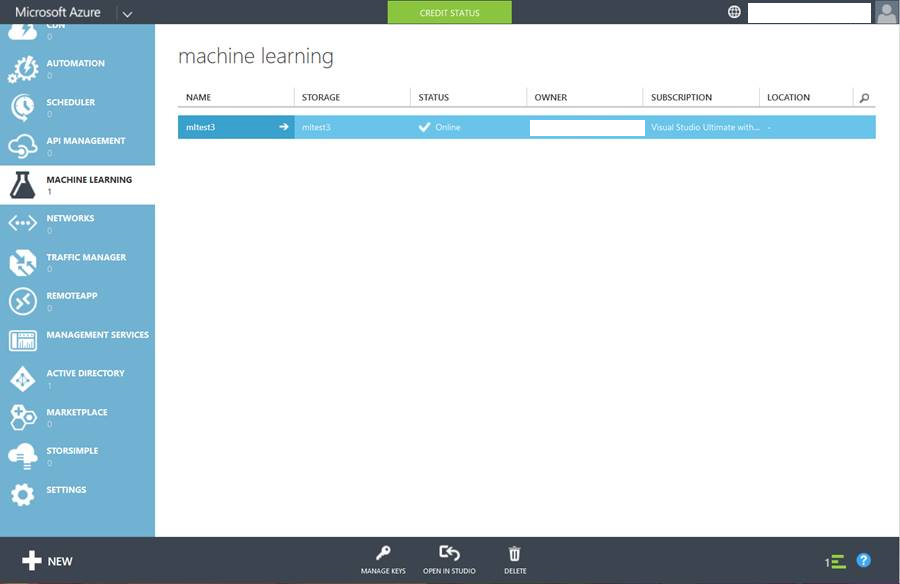 Microsoft Azure
CREDIT STATUS
CDN
0
AUTOMATION
0
SCHEDULER
0
API MANAGEMENT
0
MACHINE LEARNING
1
NETWORKS
0
TRAFFIC MANAGER
0
REMOTEAPP
0
MANAGEMENT SERVICES
ACTIVE DIRECTORY
1
MARKETPLACE
0
STORSIMPLE
0
SETTINGS
machine learning
NAME STORAGE STATUS OWNER SUBSCRIPTION LOCATION
mltest3 mltest3 Online Visual Studio Ultimate with... -
NEW
MANAGE KEYS OPEN IN STUDIO DELETE
1 ?